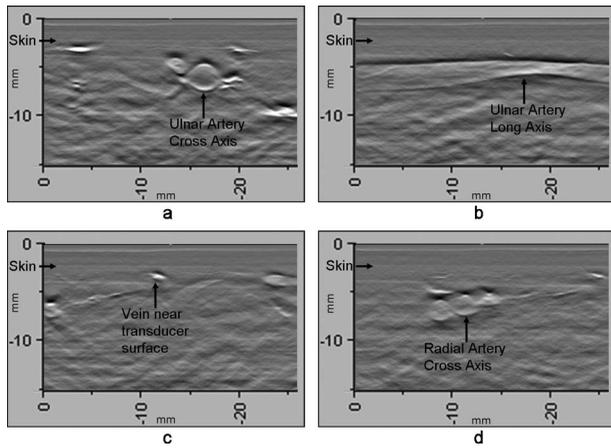 Skin
0
-10
mm
Ulnar Artery
Cross Axis
0
-10
-20
mm
a
Skin
0
-10
mm
Ulnar Artery
Long Axis
0
-10
-20
mm
b
Skin
0
-10
mm
Vein near
transducer
surface
0
-10
-20
mm
c
Skin
0
-10
mm
Radial Artery
Cross Axis
0
-10
-20
mm
d